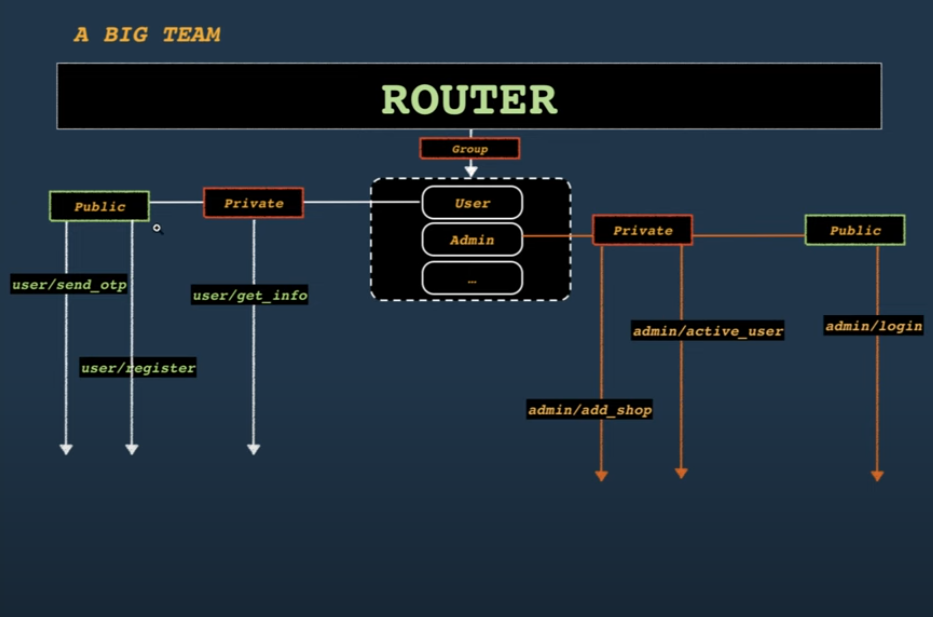 A BIG TEAM
ROUTER
Group
Public
Private
User
Admin
...
Private
Public
user/send_otp
user/get_info
user/register
admin/active_user
admin/login
admin/add_shop